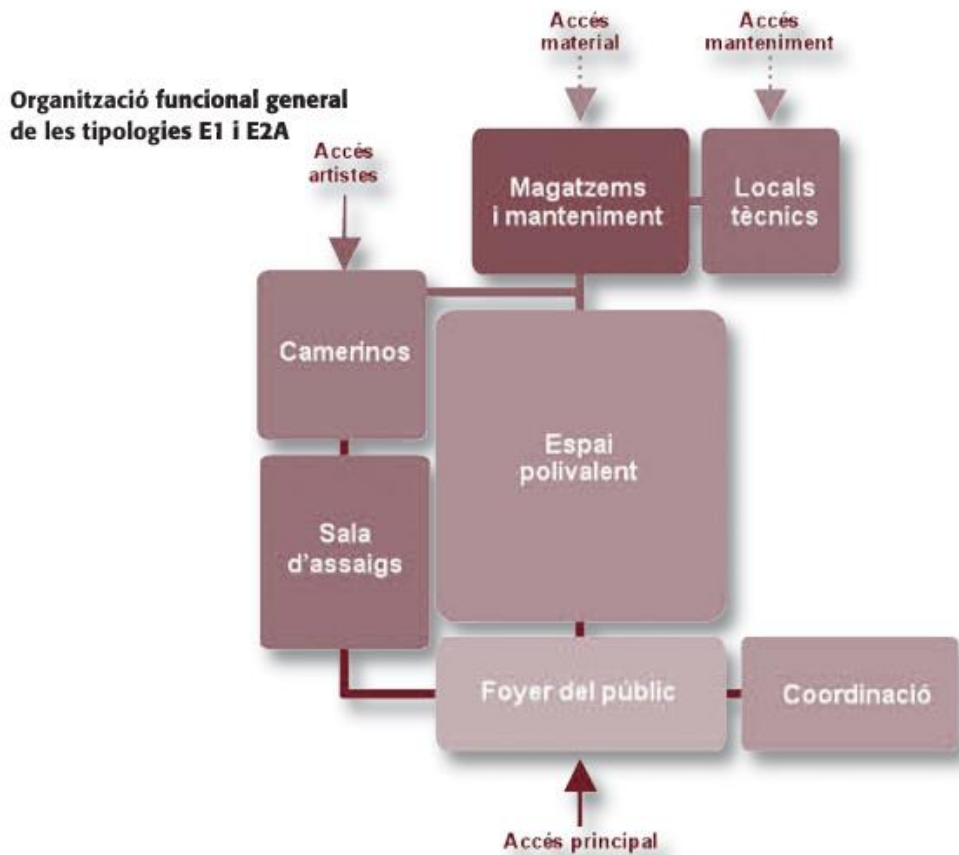 Accés
material
Accés
manteniment
Organització funcional general
de les tipologies E1 i E2A
Accés
artistes
Magatzems
i manteniment
Locals
tècnics
Camerinos
Espai
polivalent
Sala
d'assaigs
Foyer del públic
Coordinació
Accés principal